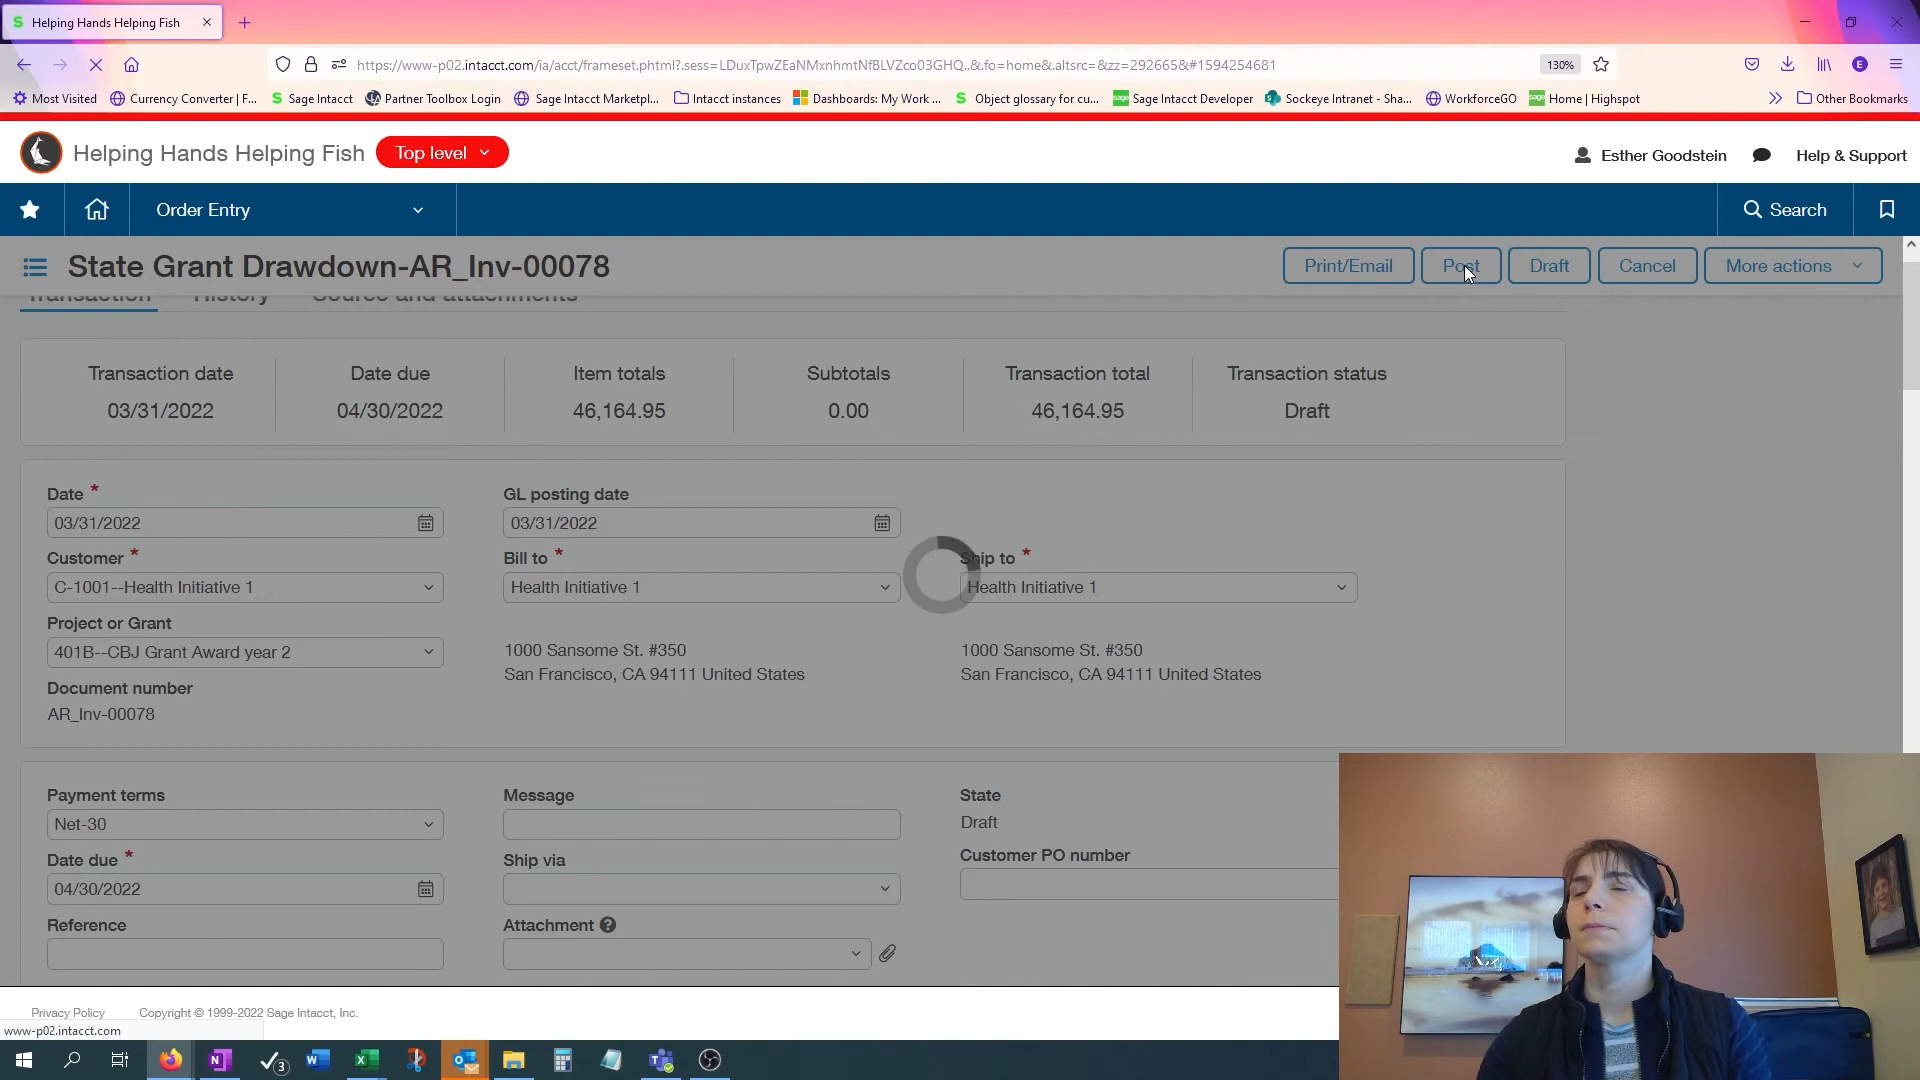 Helping Hands Helping Fish
https://www-p02.intacct.com/ia/acct/frameset.phtml?.sess=LDuxTpwZEaNMxnhmtNfBLVZco03GHQ..&.fo=home&.altsrc=&zz=292665&#1594254681
130%
Most Visited
Currency Converter | F...
Sage Intacct
Partner Toolbox Login
Sage Intacct Marketpl...
Intacct instances
Dashboards: My Work ...
Object glossary for cu...
Sage Intacct Developer
Sockeye Intranet - Sha...
WorkforceGO
Home | Highspot
Other Bookmarks
Helping Hands Helping Fish
Top level
Esther Goodstein
Help & Support
Order Entry
Search
State Grant Drawdown-AR_Inv-00078
Print/Email
Post
Draft
Cancel
More actions
Transaction
History
Source and attachments
Transaction date
Date due
Item totals
Subtotals
Transaction total
Transaction status
03/31/2022
04/30/2022
46,164.95
0.00
46,164.95
Draft
Date *
GL posting date
03/31/2022
03/31/2022
Customer *
Bill to *
Ship to *
C-1001--Health Initiative 1
Health Initiative 1
Health Initiative 1
Project or Grant
401B--CBJ Grant Award year 2
1000 Sansome St. #350
San Francisco, CA 94111 United States
1000 Sansome St. #350
San Francisco, CA 94111 United States
Document number
AR_Inv-00078
Payment terms
Message
State
Net-30
Draft
Date due *
Ship via
Customer PO number
04/30/2022
Reference
Attachment
Privacy Policy
Copyright © 1999-2022 Sage Intacct, Inc.
www-p02.intacct.com
3